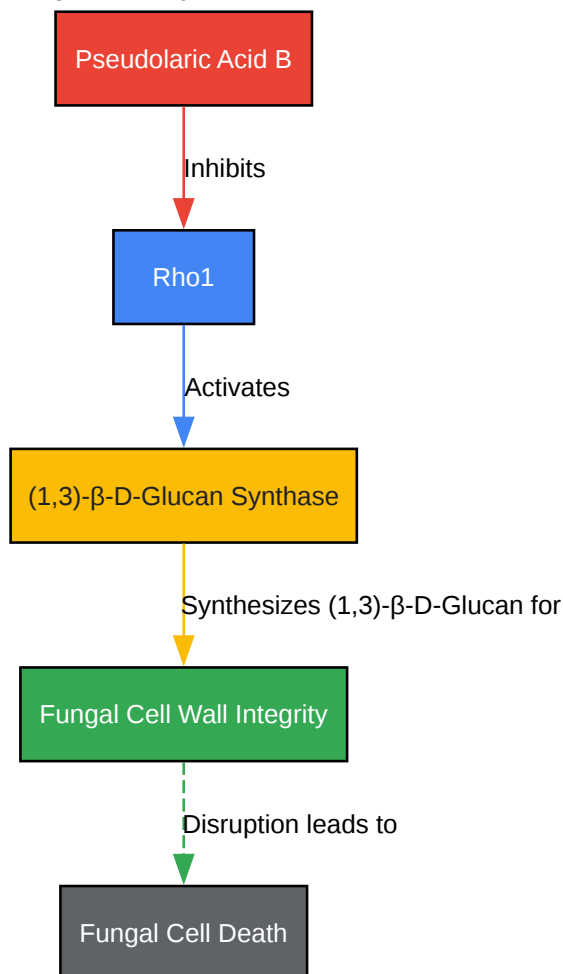 Pseudolaric Acid B
Inhibits
Rho1
Activates
(1,3)-β-D-Glucan Synthase
Synthesizes (1,3)-β-D-Glucan for
Fungal Cell Wall Integrity
Disruption leads to
Fungal Cell Death